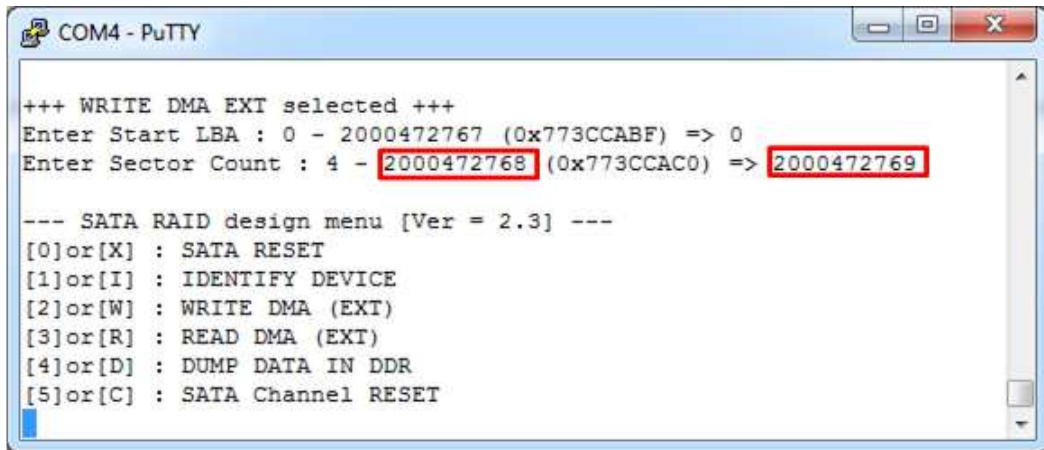 COM4 - PuTTY
+++ WRITE DMA EXT selected +++
Enter Start LBA : 0 - 2000472767 (0x773CCABF) => 0
Enter Sector Count : 4 - 2000472768 (0x773CCAC0) => 2000472769
--- SATA RAID design menu [Ver = 2.3] ---
[0]or[X] : SATA RESET
[1]or[I] : IDENTIFY DEVICE
[2]or[W] : WRITE DMA (EXT)
[3]or[R] : READ DMA (EXT)
[4]or[D] : DUMP DATA IN DDR
[5]or[C] : SATA Channel RESET